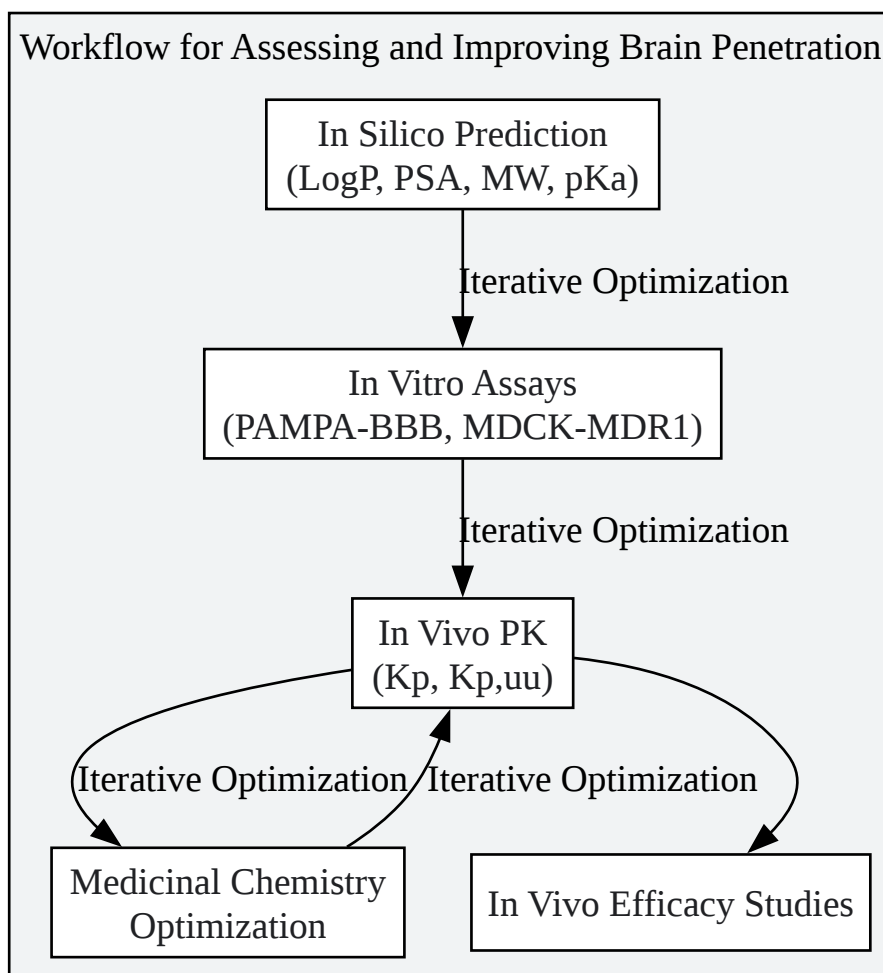 Workflow for Assessing and Improving Brain Penetration
In Silico Prediction
(LogP, PSA, MW, pKa)
Iterative Optimization
In Vitro Assays
(PAMPA-BBB, MDCK-MDR1)
Iterative Optimization
In Vivo PK
(Kp, Kp,uu)
Iterative Optimization
Iterative Optimization
Medicinal Chemistry
Optimization
In Vivo Efficacy Studies